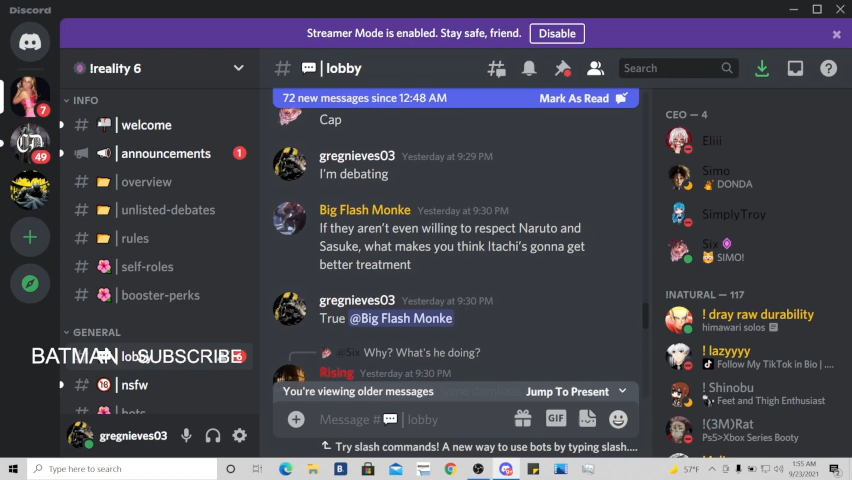 Discord
Streamer Mode is enabled. Stay safe, friend. Disable
Ireality 6
lobby
Search
72 new messages since 12:48 AM Mark As Read
INFO
welcome
announcements 1
overview
unlisted-debates
rules
self-roles
booster-perks
GENERAL
BATMAN - SUBSCRIBE
lobby
nsfw
bots
7
49
gregnieves03
Cap
gregnieves03 Yesterday at 9:29 PM
I'm debating
Big Flash Monke Yesterday at 9:30 PM
If they aren't even willing to respect Naruto and
Sasuke, what makes you think Itachi's gonna get
better treatment
gregnieves03 Yesterday at 9:30 PM
True @Big Flash Monke
@Six Why? What's he doing?
Rising Yesterday at 9:30 PM
You're viewing older messages Jump To Present
Message # | lobby
GIF
Try slash commands! A new way to use bots by typing slash....
CEO — 4
Eliii
Simo
DONDA
SimplyTroy
Six
SIMO!
!NATURAL — 117
! dray waw durability
himawari solos
! lazyyyy
Follow My TikTok in Bio | ...
! Shinobu
Feet and Thigh Enthusiast
!(3M)Rat
Ps5>Xbox Series Booty
Type here to search
57°F
1:55 AM
9/23/2021